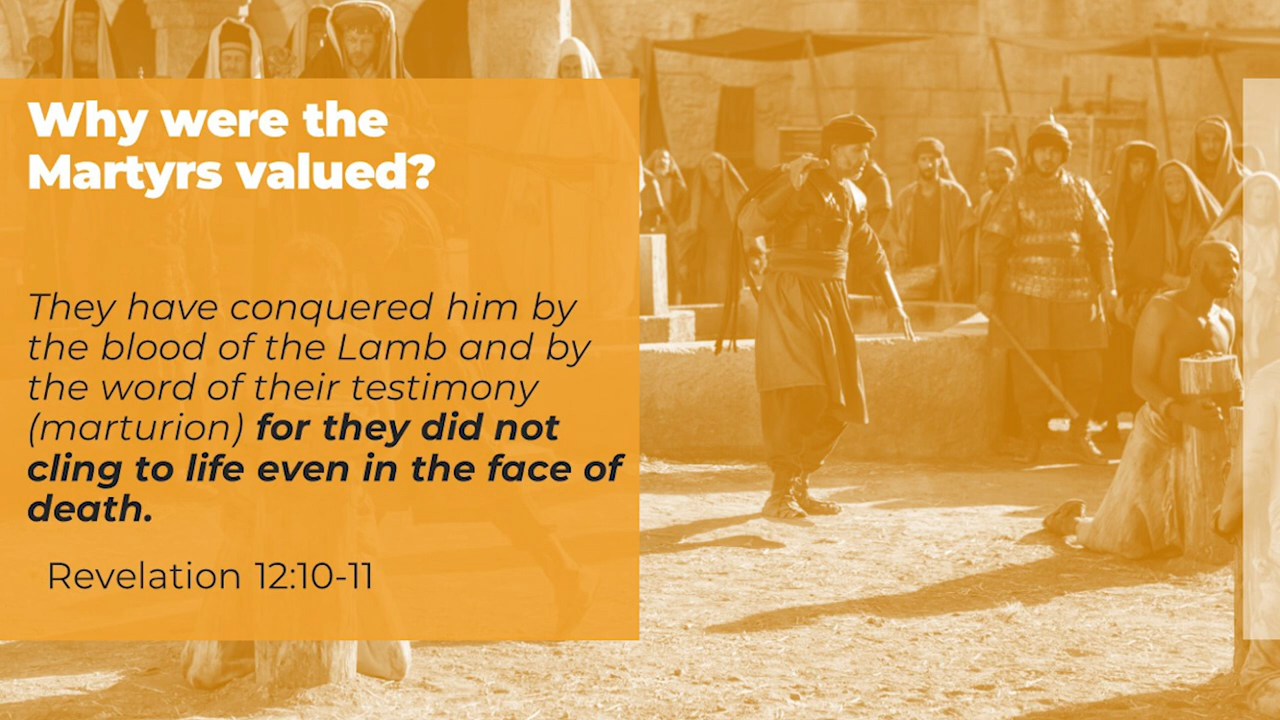 Why were the
Martyrs valued?
They have conquered him by
the blood of the Lamb and by
the word of their testimony
(marturion) for they did not
cling to life even in the face of
death.
Revelation 12:10-11